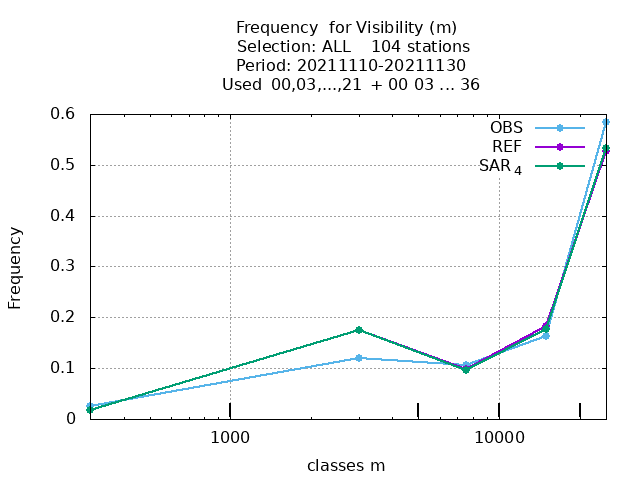 Frequency for Visibility (m)
Selection: ALL 104 stations
Period: 20211110-20211130
Used 00,03,...,21 + 00 03 ... 36
0.6
0.5
0.4
0.3
0.2
0.1
0
Frequency
OBS
REF
SAR 4
1000 10000
classes m